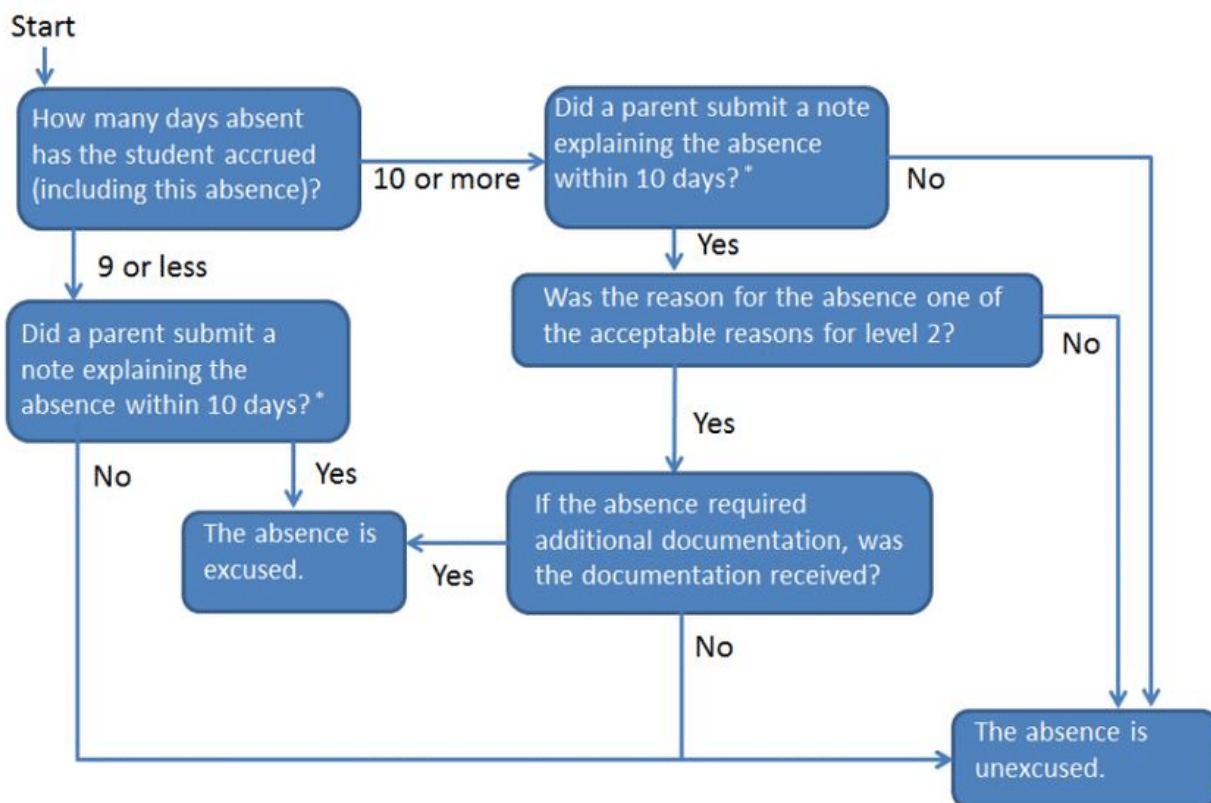 Start
How many days absent
has the student accrued
(including this absence)?
10 or more
Did a parent submit a note
explaining the absence
within 10 days?*
No
Yes
9 or less
Was the reason for the absence one of
the acceptable reasons for level 2?
No
Did a parent submit a
note explaining the
absence within 10 days?*
Yes
No
Yes
If the absence required
additional documentation, was
the documentation received?
The absence is
excused.
Yes
No
The absence is
unexcused.